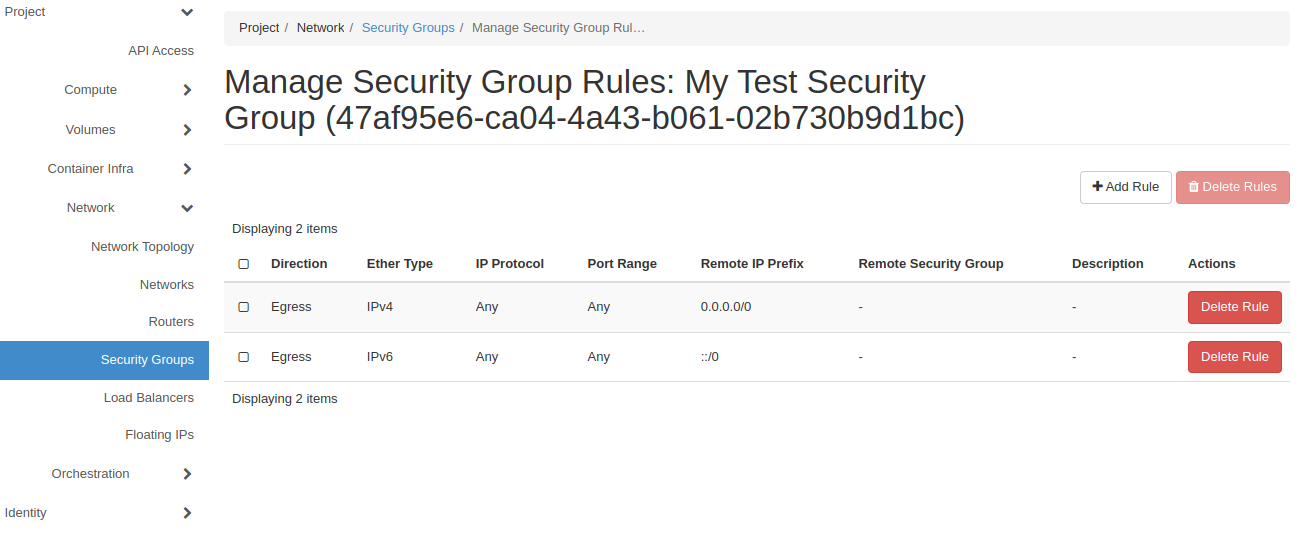 Project
API Access
Compute
Volumes
Container Infra
Network
Network Topology
Networks
Routers
Security Groups
Load Balancers
Floating IPs
Orchestration
Identity
Project / Network / Security Groups / Manage Security Group Rul…
Manage Security Group Rules: My Test Security
Group (47af95e6-ca04-4a43-b061-02b730b9d1bc)
Add Rule Delete Rules
Displaying 2 items
Direction Ether Type IP Protocol Port Range Remote IP Prefix Remote Security Group Description Actions
Egress IPv4 Any Any 0.0.0.0/0 - - Delete Rule
Egress IPv6 Any Any ::/0 - - Delete Rule
Displaying 2 items